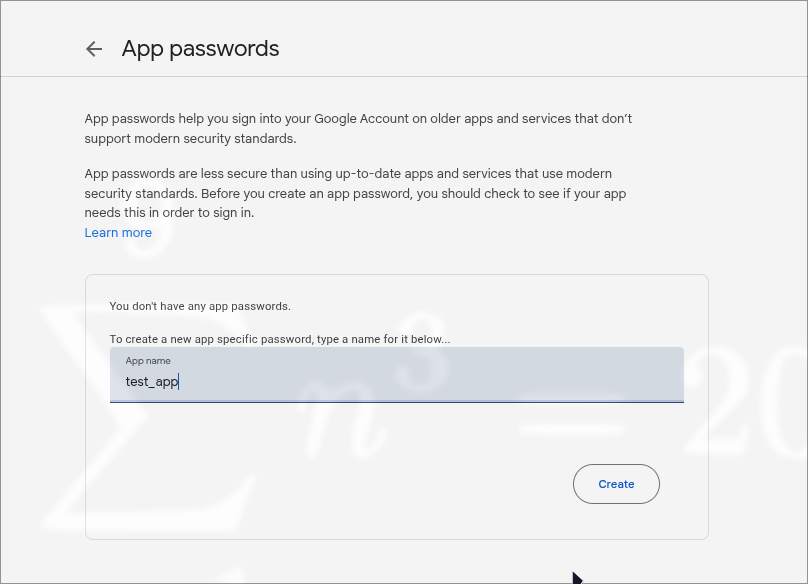 App passwords
App passwords help you sign into your Google Account on older apps and services that don’t
support modern security standards.
App passwords are less secure than using up-to-date apps and services that use modern
security standards. Before you create an app password, you should check to see if your app
needs this in order to sign in.
Learn more
You don't have any app passwords.
To create a new app specific password, type a name for it below...
App name
test_app
n³ = 20
Create